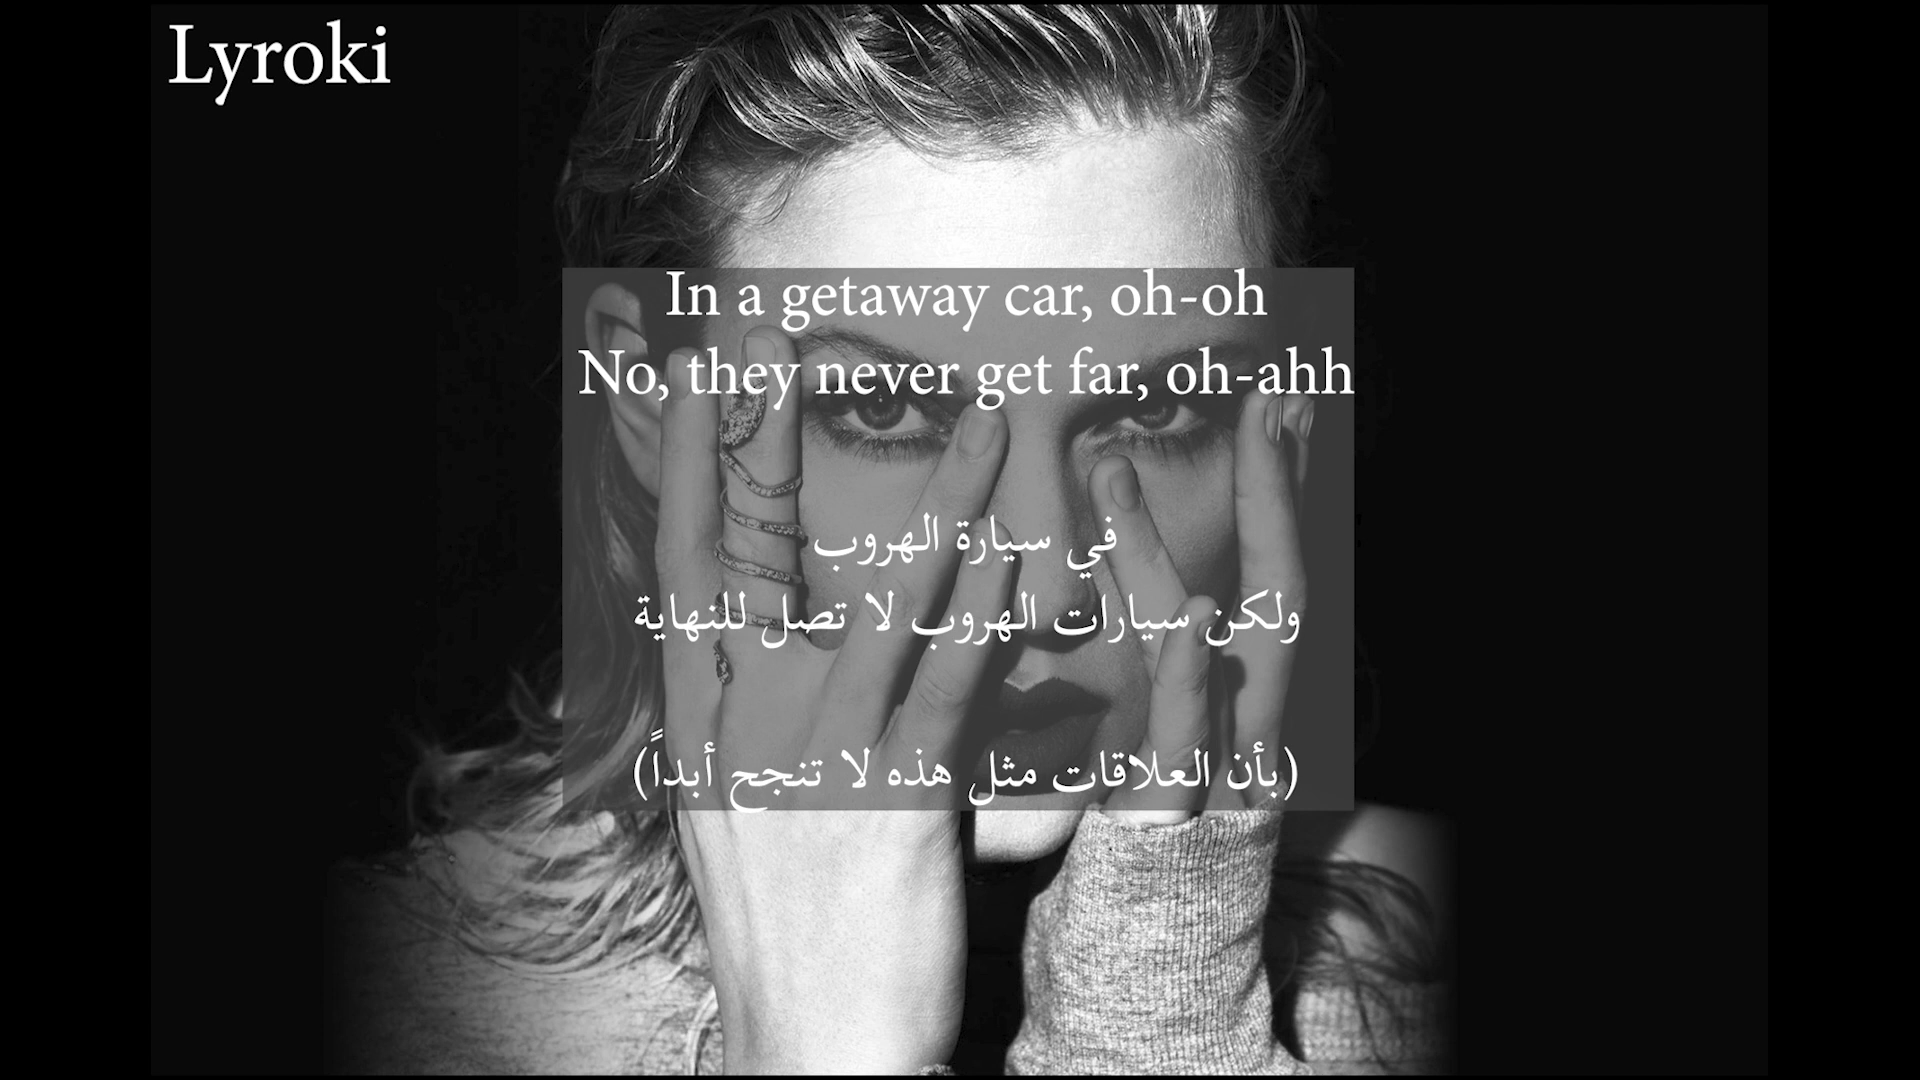 Lyroki
In a getaway car, oh-oh
No, they never get far, oh-ahh
في سيارة الهروب
ولكن سيارات الهروب لا تصل للنهاية
(بأن العلاقات مثل هذه لا تنجح أبداً)